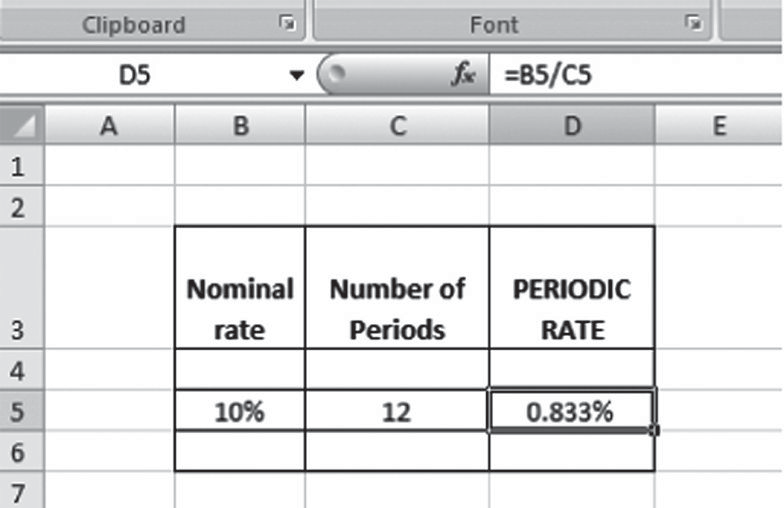 Clipboard Font
D5 fx =B5/C5
A B C D E
1
2
3 Nominal rate Number of Periods PERIODIC RATE
4
5 10% 12 0.833%
6
7